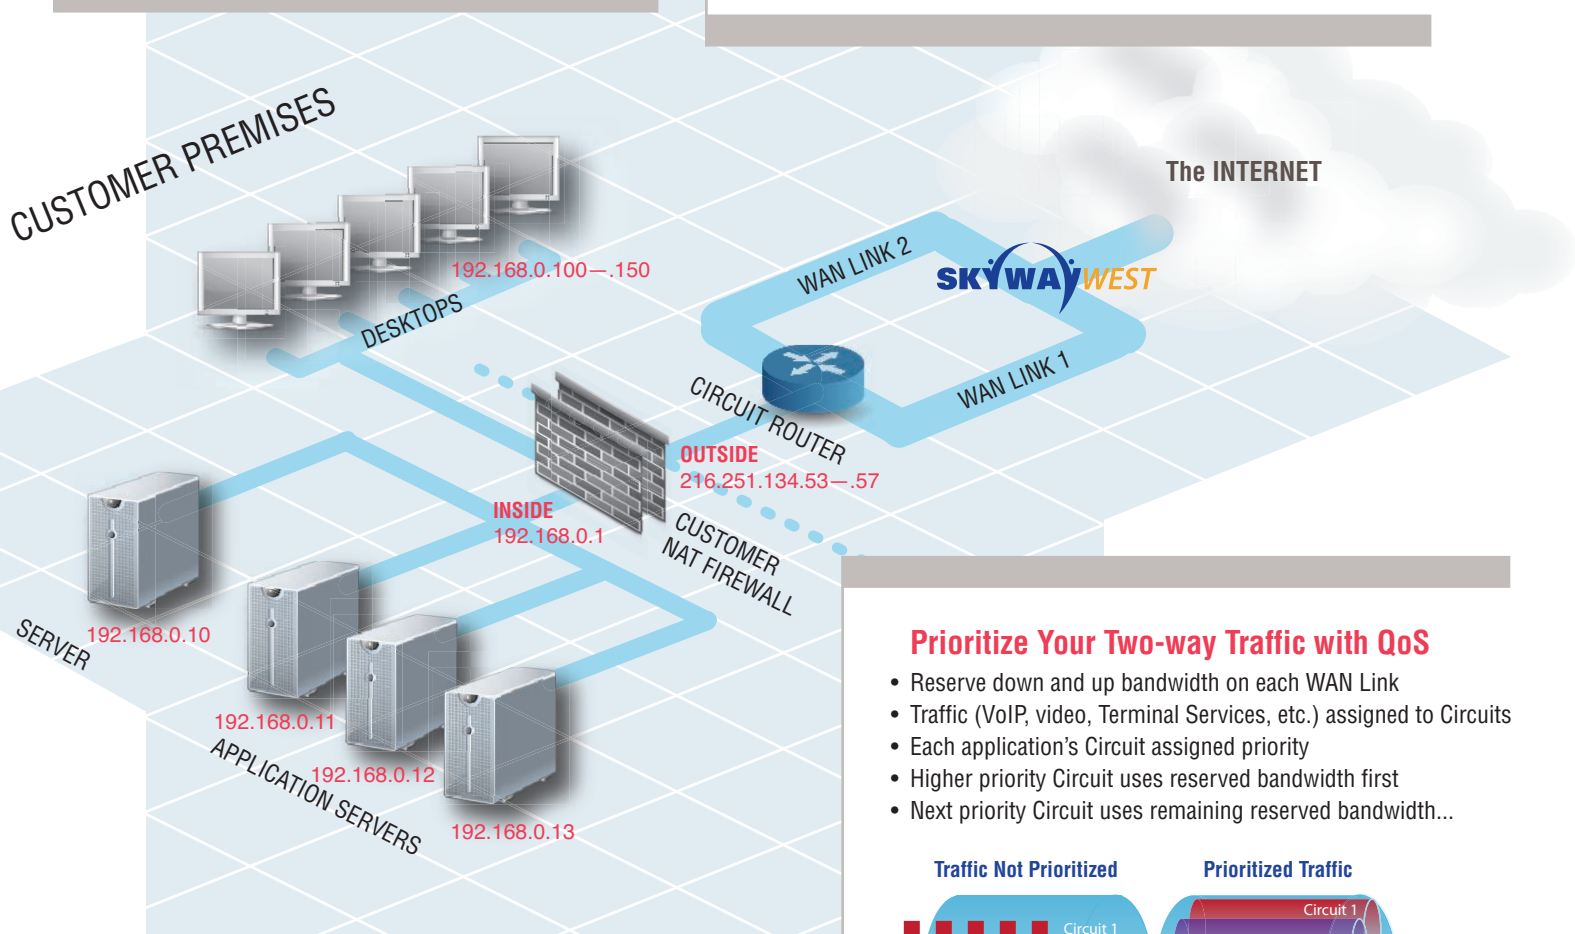 CUSTOMER PREMISES
The INTERNET
192.168.0.100—.150
DESKTOPS
WAN LINK 2
SKYWAYWEST
WAN LINK 1
CIRCUIT ROUTER
OUTSIDE
216.251.134.53—.57
INSIDE
192.168.0.1
CUSTOMER
NAT FIREWALL
SERVER
192.168.0.10
192.168.0.11
APPLICATION SERVERS
192.168.0.12
192.168.0.13
Prioritize Your Two-way Traffic with QoS
• Reserve down and up bandwidth on each WAN Link
• Traffic (VoIP, video, Terminal Services, etc.) assigned to Circuits
• Each application’s Circuit assigned priority
• Higher priority Circuit uses reserved bandwidth first
• Next priority Circuit uses remaining reserved bandwidth...
Traffic Not Prioritized
Prioritized Traffic
Circuit 1
Circuit 1